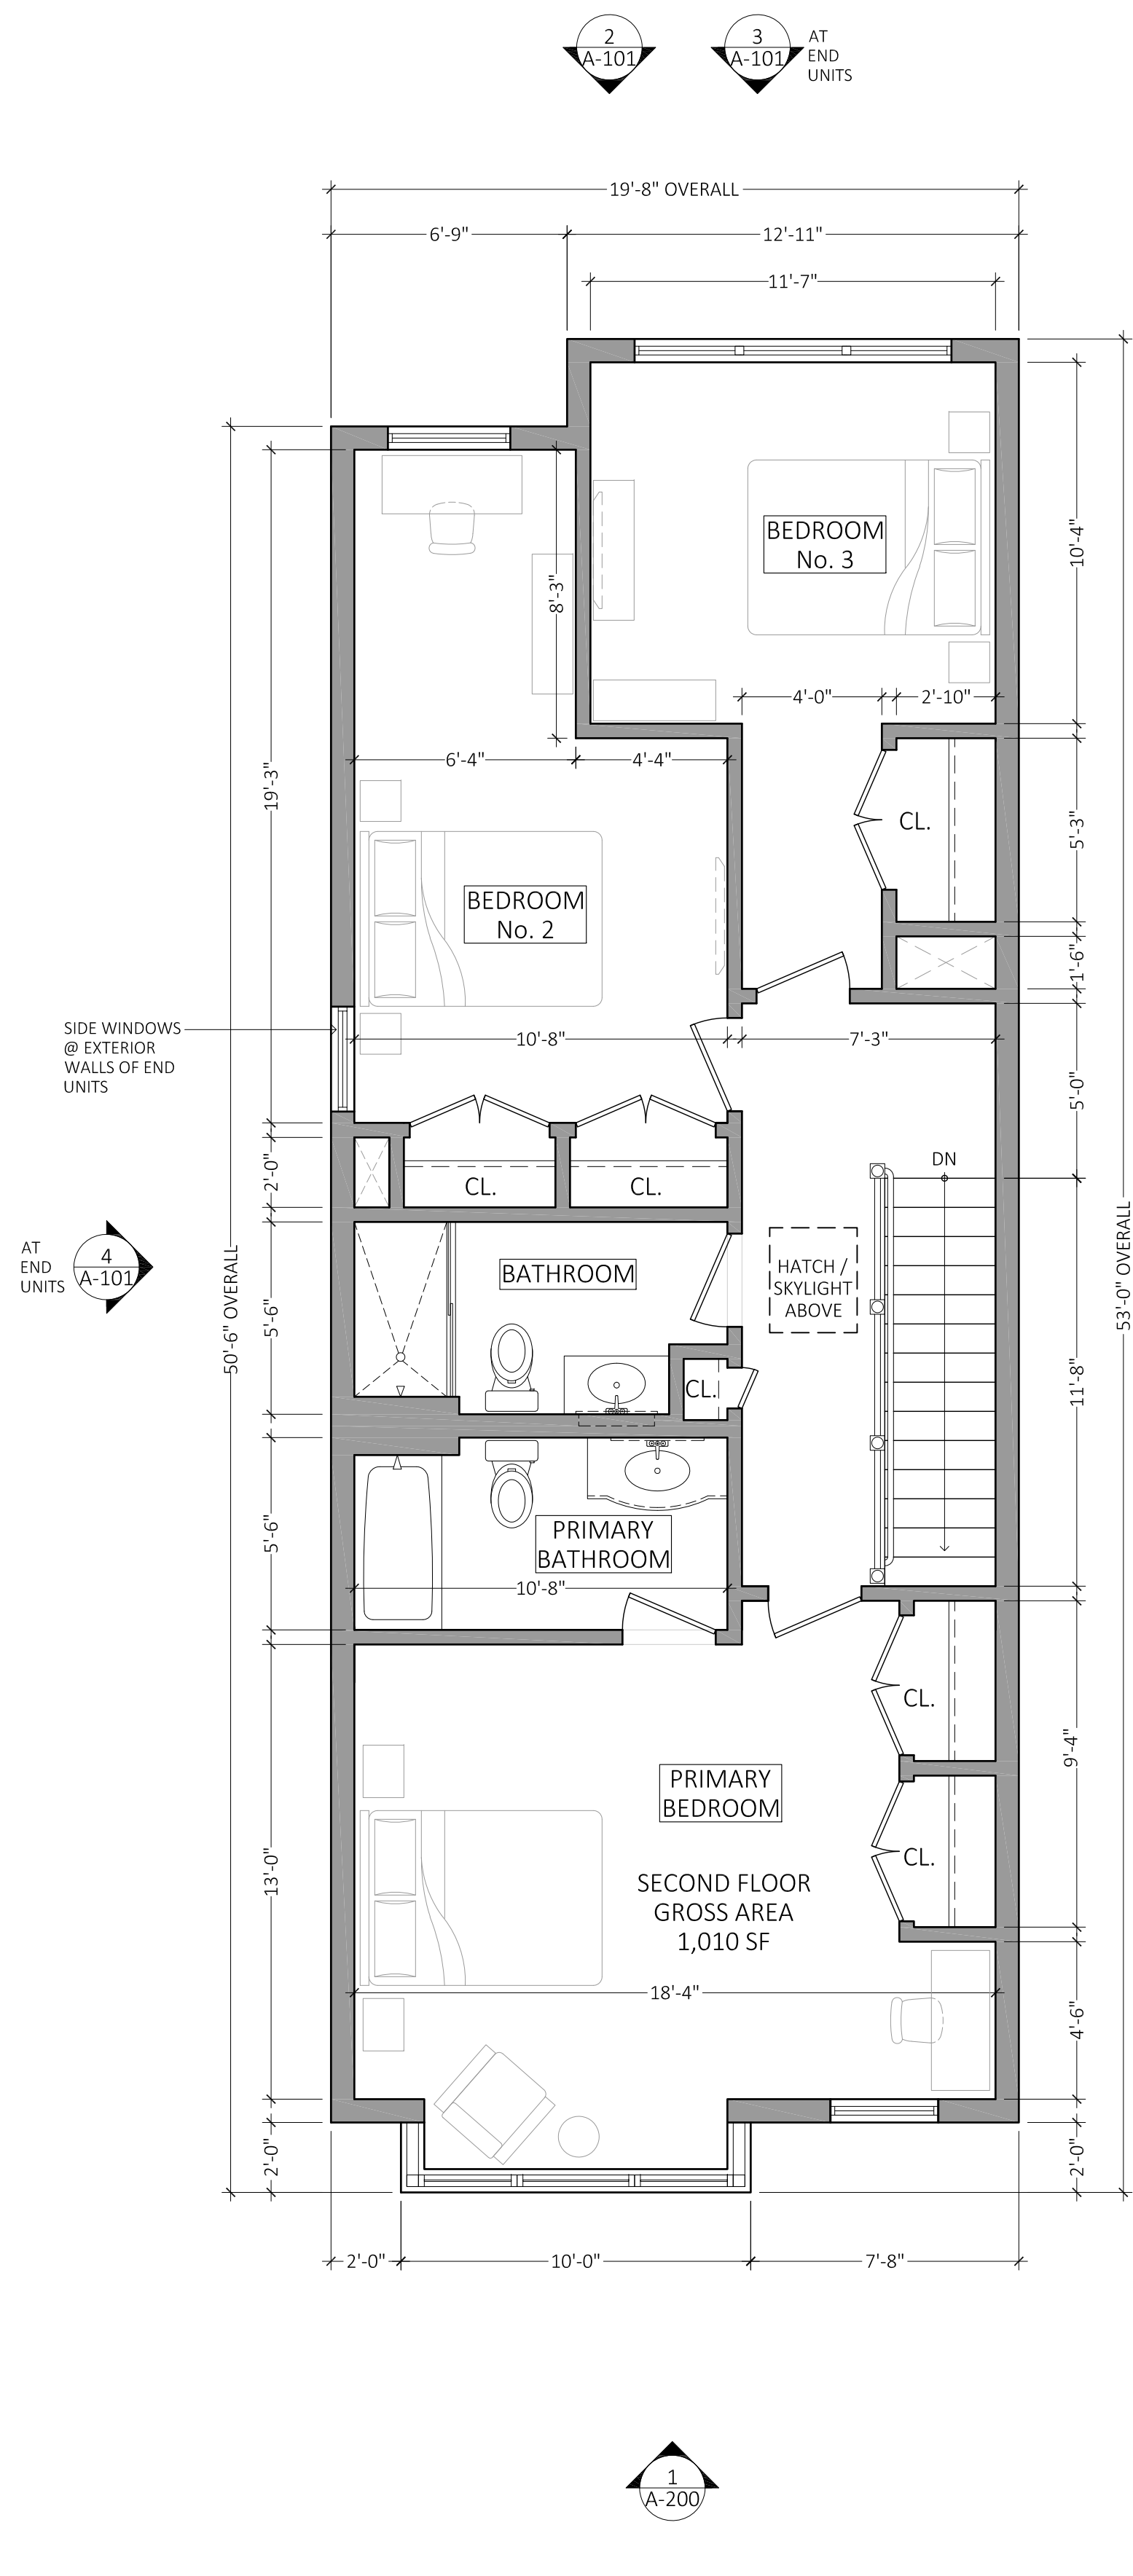 2
A-101
3
A-101
AT
END
UNITS
19'-8" OVERALL
6'-9"
12'-11"
11'-7"
BEDROOM
No. 3
10'-4"
8'-3"
4'-0"
2'-10"
6'-4"
4'-4"
19'-3"
CL.
5'-3"
BEDROOM
No. 2
1'-6"
SIDE WINDOWS
@ EXTERIOR
WALLS OF END
UNITS
10'-8"
7'-3"
5'-0"
DN
2'-0"
CL.
CL.
AT
END
UNITS
4
A-101
50'-6" OVERALL
53'-0" OVERALL
BATHROOM
HATCH /
SKYLIGHT
ABOVE
5'-6"
CL.
11'-8"
5'-6"
PRIMARY
BATHROOM
10'-8"
CL.
9'-4"
PRIMARY
BEDROOM
CL.
13'-0"
SECOND FLOOR
GROSS AREA
1,010 SF
18'-4"
4'-6"
2'-0"
2'-0"
2'-0"
10'-0"
7'-8"
1
A-200